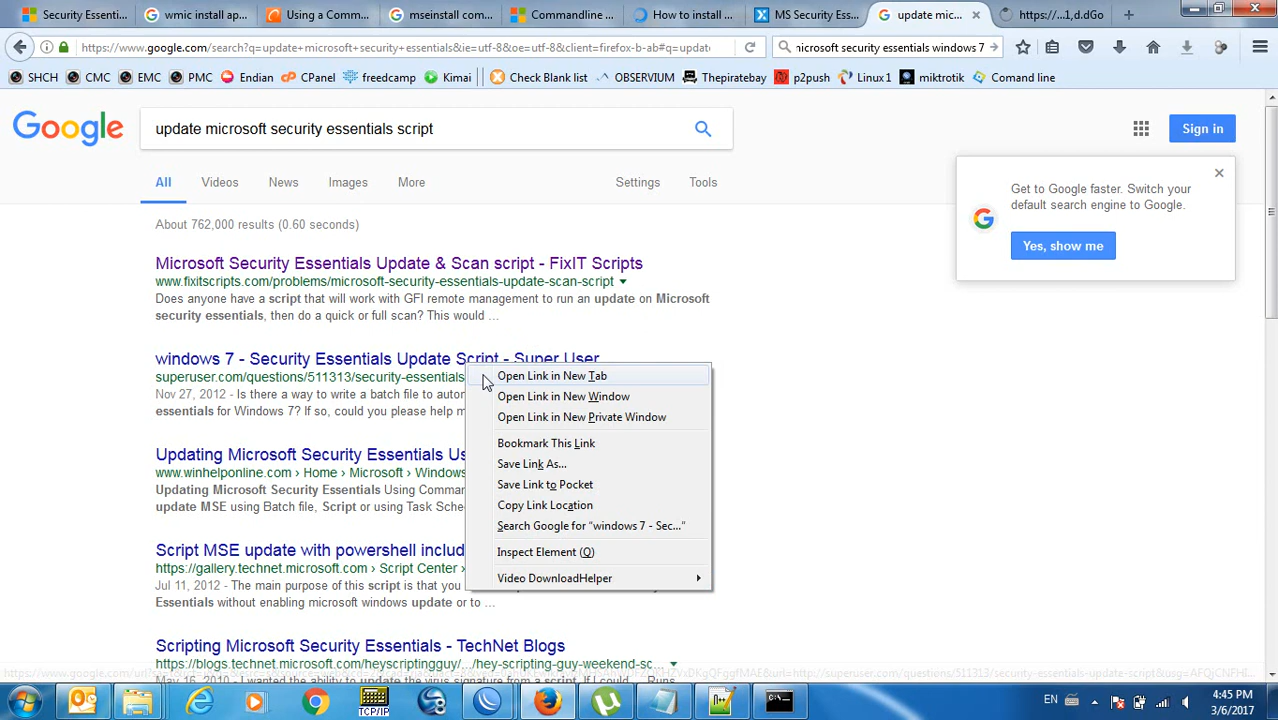 Security Essenti...
wmic install ap...
Using a Comm...
mseinstall com...
Commandline ...
How to install ...
MS Security Esse...
update mic...
https://...1,d.dGo
https://www.google.com/search?q=update+microsoft+security+essentials&ie=utf-8&oe=utf-8&client=firefox-b-ab#q=updat
microsoft security essentials windows 7
SHCH
CMC
EMC
PMC
Endian
CPanel
freedcamp
Kimai
Check Blank list
OBSERVIUM
Thepiratebay
p2push
Linux1
mikrotik
Comand line
Google
update microsoft security essentials script
Sign in
All
Videos
News
Images
More
Settings
Tools
Get to Google faster. Switch your
default search engine to Google.
Yes, show me
About 762,000 results (0.60 seconds)
Microsoft Security Essentials Update & Scan script - FixIT Scripts
www.fixitscripts.com/problems/microsoft-security-essentials-update-scan-script
Does anyone have a script that will work with GFI remote management to run an update on Microsoft
security essentials, then do a quick or full scan? This would ...
windows 7 - Security Essentials Update Script - Super User
superuser.com/questions/511313/security-essentials
Nov 27, 2012 - Is there a way to write a batch file to autom
essentials for Windows 7? If so, could you please help m
Open Link in New Tab
Open Link in New Window
Open Link in New Private Window
Bookmark This Link
Save Link As...
Save Link to Pocket
Copy Link Location
Search Google for "windows 7 - Sec..."
Inspect Element (Q)
Video DownloadHelper
Updating Microsoft Security Essentials Us
www.winhelponline.com › Home › Microsoft › Windows
Updating Microsoft Security Essentials Using Comman
update MSE using Batch file, Script or using Task Sche
Script MSE update with powershell includ
https://gallery.technet.microsoft.com › Script Center ›
Jul 11, 2012 - The main purpose of this script is that you
Essentials without enabling microsoft windows update or to ...
Scripting Microsoft Security Essentials - TechNet Blogs
https://blogs.technet.microsoft.com/heyscriptingguy/.../hey-scripting-guy-weekend-sc...
TCP/IP
EN
4:45 PM
3/6/2017